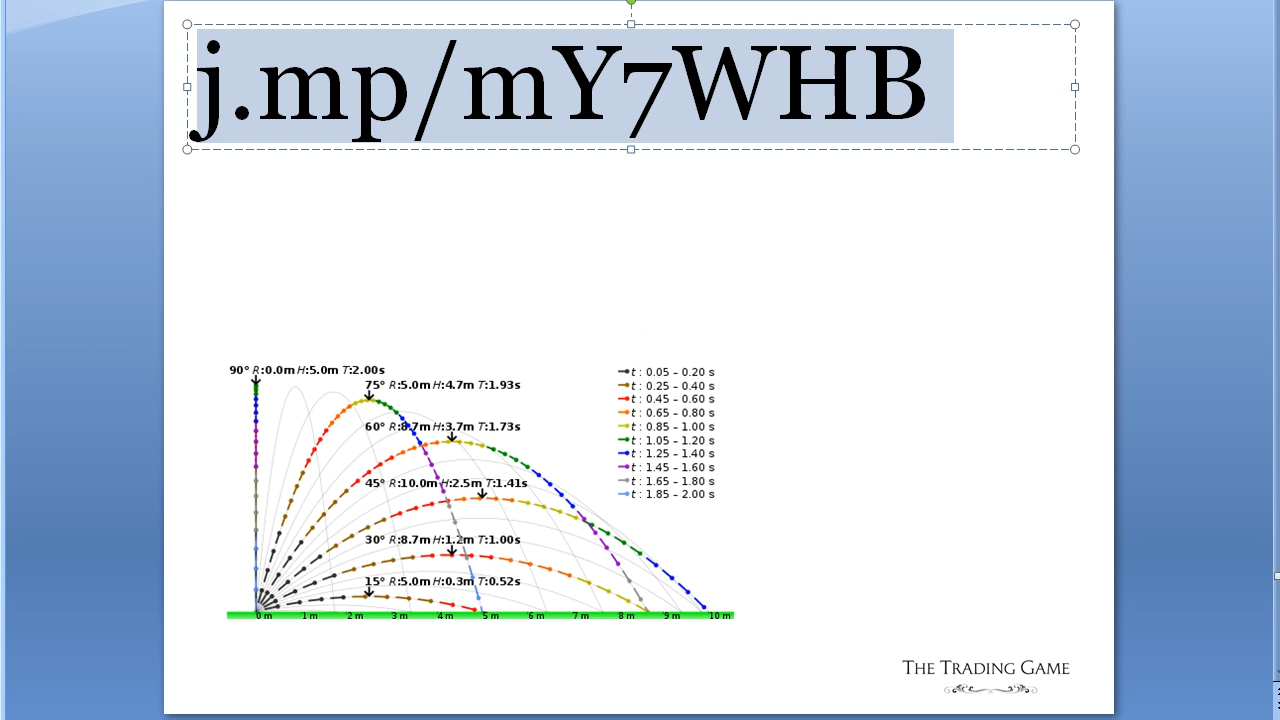 j.mp/mY7WHB
90° R:0.0m H:5.0m T:2.00s
75° R:5.0m H:4.7m T:1.93s
60° R:8.7m H:3.7m T:1.73s
45° R:10.0m H:2.5m T:1.41s
30° R:8.7m H:1.2m T:1.00s
15° R:5.0m H:0.3m T:0.52s
t : 0.05 – 0.20 s
t : 0.25 – 0.40 s
t : 0.45 – 0.60 s
t : 0.65 – 0.80 s
t : 0.85 – 1.00 s
t : 1.05 – 1.20 s
t : 1.25 – 1.40 s
t : 1.45 – 1.60 s
t : 1.65 – 1.80 s
t : 1.85 – 2.00 s
0 m 1 m 2 m 3 m 4 m 5 m 6 m 7 m 8 m 9 m 10 m
THE TRADING GAME